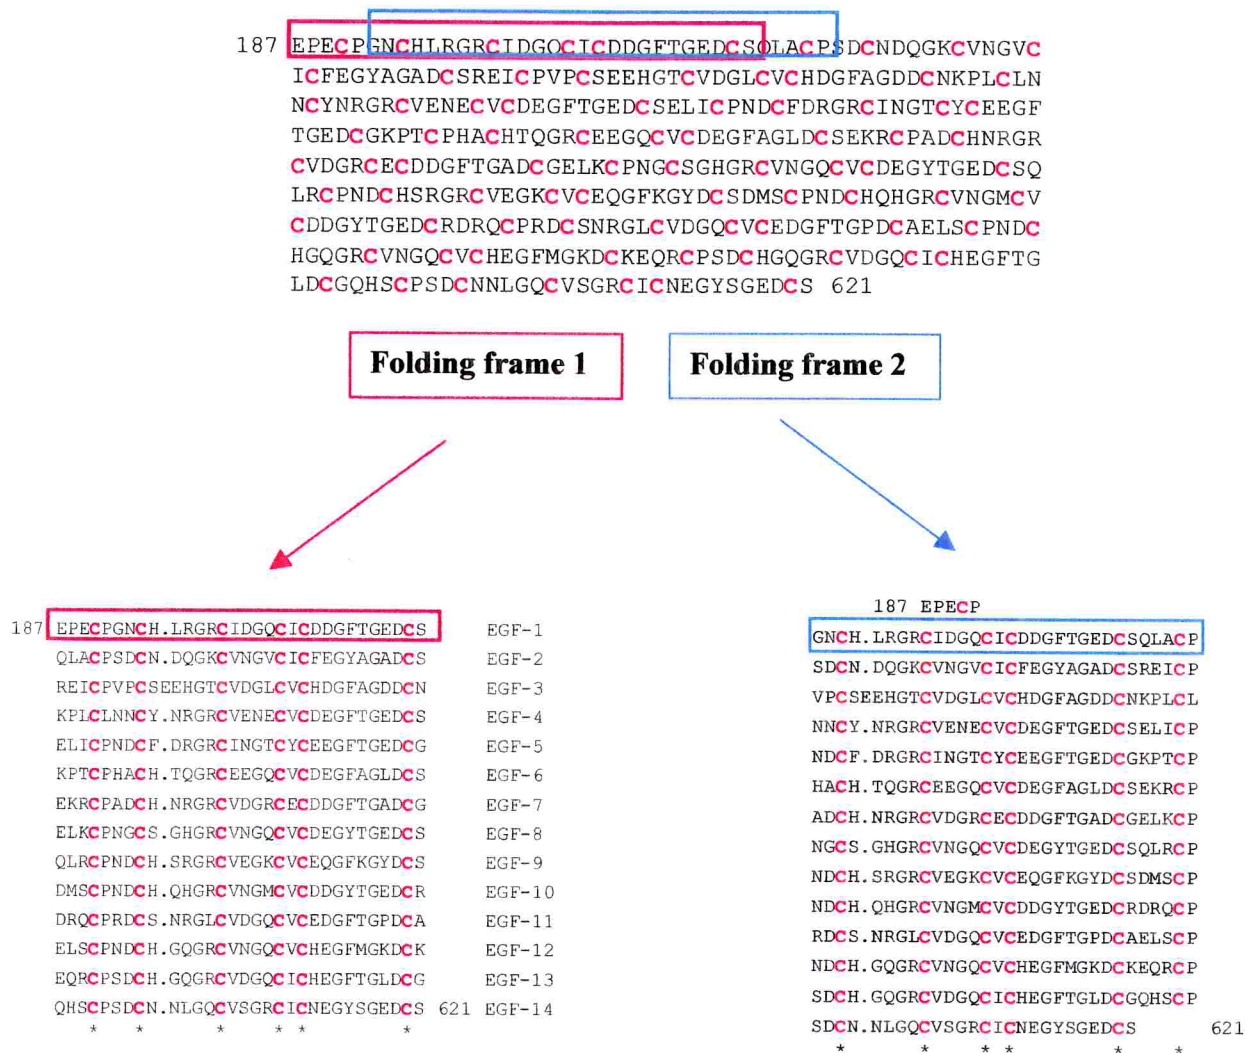 187 EPECPGNCHLRGRCIDGQCICDDGFTGEDCSQLACPSDCNDQGKCVNGVC
ICFEGYAGADCSREICPVPCSEEHGTCVDGLCVCHDGFAGDDCNKPLCLN
NCYNRGRCVENECVCDEGFTGEDCSELICPNDCFDRGRCINGTCYCEEGF
TGEDCGKPTCPHACHTQGRCEEGQCVCDEGFAGLDCSEKRCPADCHNRGR
CVDGRCECDDGFTGADCGELKCPNGCSGHGRCVNGQCVCDEGYTGEDCSQ
LRCPNDCHSRGRCVEGKCVCEQGFKGYDCSDMSCPNDCHQHGRCVNGMCV
CDDGYTGEDCRDRQCPRDCSNRGLCVDGQCVCEDGFTGPDCAELSCPNDC
HGQGRCVNGQCVCHEGFMGKDCKEQRCPSDCHGQGRCVDGQCICHEGFTG
LDCGQHSCPSDCNNLGQCVSGRCICNEGYSGEDCS 621
Folding frame 1
Folding frame 2
187 EPECPGNCH.LRGRCIDGQCICDDGFTGEDCS EGF-1
QLACPSDCN.DQGKCVNGVCICFEGYAGADCS EGF-2
REICPVPCSEEHGTCVDGLCVCHDGFAGDDCN EGF-3
KPLCLNNCY.NRGRCVENECVCDEGFTGEDCS EGF-4
ELICPNDCF.DRGRCINGTCYCEEGFTGEDCG EGF-5
KPTCPHACH.TQGRCEEGQCVCDEGFAGLDCS EGF-6
EKRCPADCH.NRGRCVDGRCECDDGFTGADCG EGF-7
ELKCPNGCS.GHGRCVNGQCVCDEGYTGEDCS EGF-8
QLRCPNDCH.SRGRCVEGKCVCEQGFKGYDCS EGF-9
DMSCPNDCH.QHGRCVNGMCVCDDGYTGEDCR EGF-10
DRQCPRDCS.NRGLCVDGQCVCEDGFTGPDCA EGF-11
ELSCPNDCH.GQGRCVNGQCVCHEGFMGKDCK EGF-12
EQRCPSDCH.GQGRCVDGQCICHEGFTGLDCG EGF-13
QHSCPSDCN.NLGQCVSGRCICNEGYSGEDCS 621 EGF-14
* * * * * *
187 EPECP
GNCH.LRGRCIDGQCICDDGFTGEDCSQLACP
SDCN.DQGKCVNGVCICFEGYAGADCSREICP
VPCSEEHGTCVDGLCVCHDGFAGDDCNKPLCL
NNCY.NRGRCVENECVCDEGFTGEDCSELICP
NDCF.DRGRCINGTCYCEEGFTGEDCGKPTCP
HACH.TQGRCEEGQCVCDEGFAGLDCSEKRCP
ADCH.NRGRCVDGRCECDDGFTGADCGELKCP
NGCS.GHGRCVNGQCVCDEGYTGEDCSQLRCP
NDCH.SRGRCVEGKCVCEQGFKGYDCSDMSCP
NDCH.QHGRCVNGMCVCDDGYTGEDCRDRQCP
RDCS.NRGLCVDGQCVCEDGFTGPDCAELSCP
NDCH.GQGRCVNGQCVCHEGFMGKDCKEQRCP
SDCH.GQGRCVDGQCICHEGFTGLDCGQHSCP
SDCN.NLGQCVSGRCICNEGYSGEDCS 621
* * * * * *